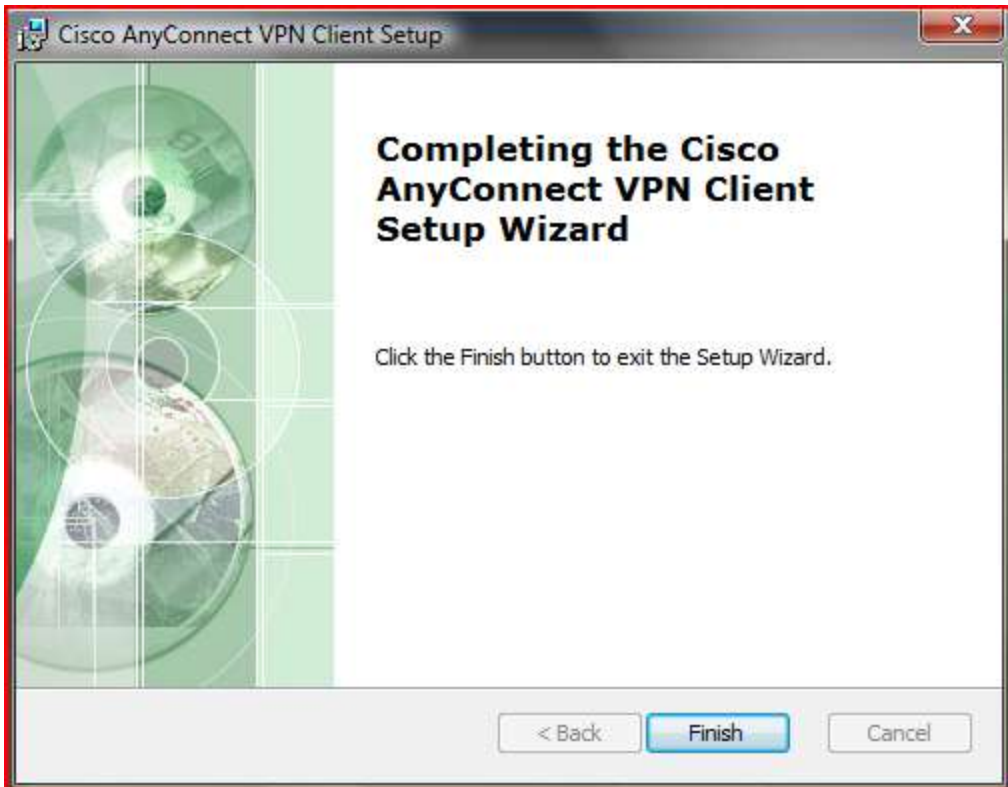 Cisco AnyConnect VPN Client Setup
Completing the Cisco
AnyConnect VPN Client
Setup Wizard
Click the Finish button to exit the Setup Wizard.
< Back
Finish
Cancel